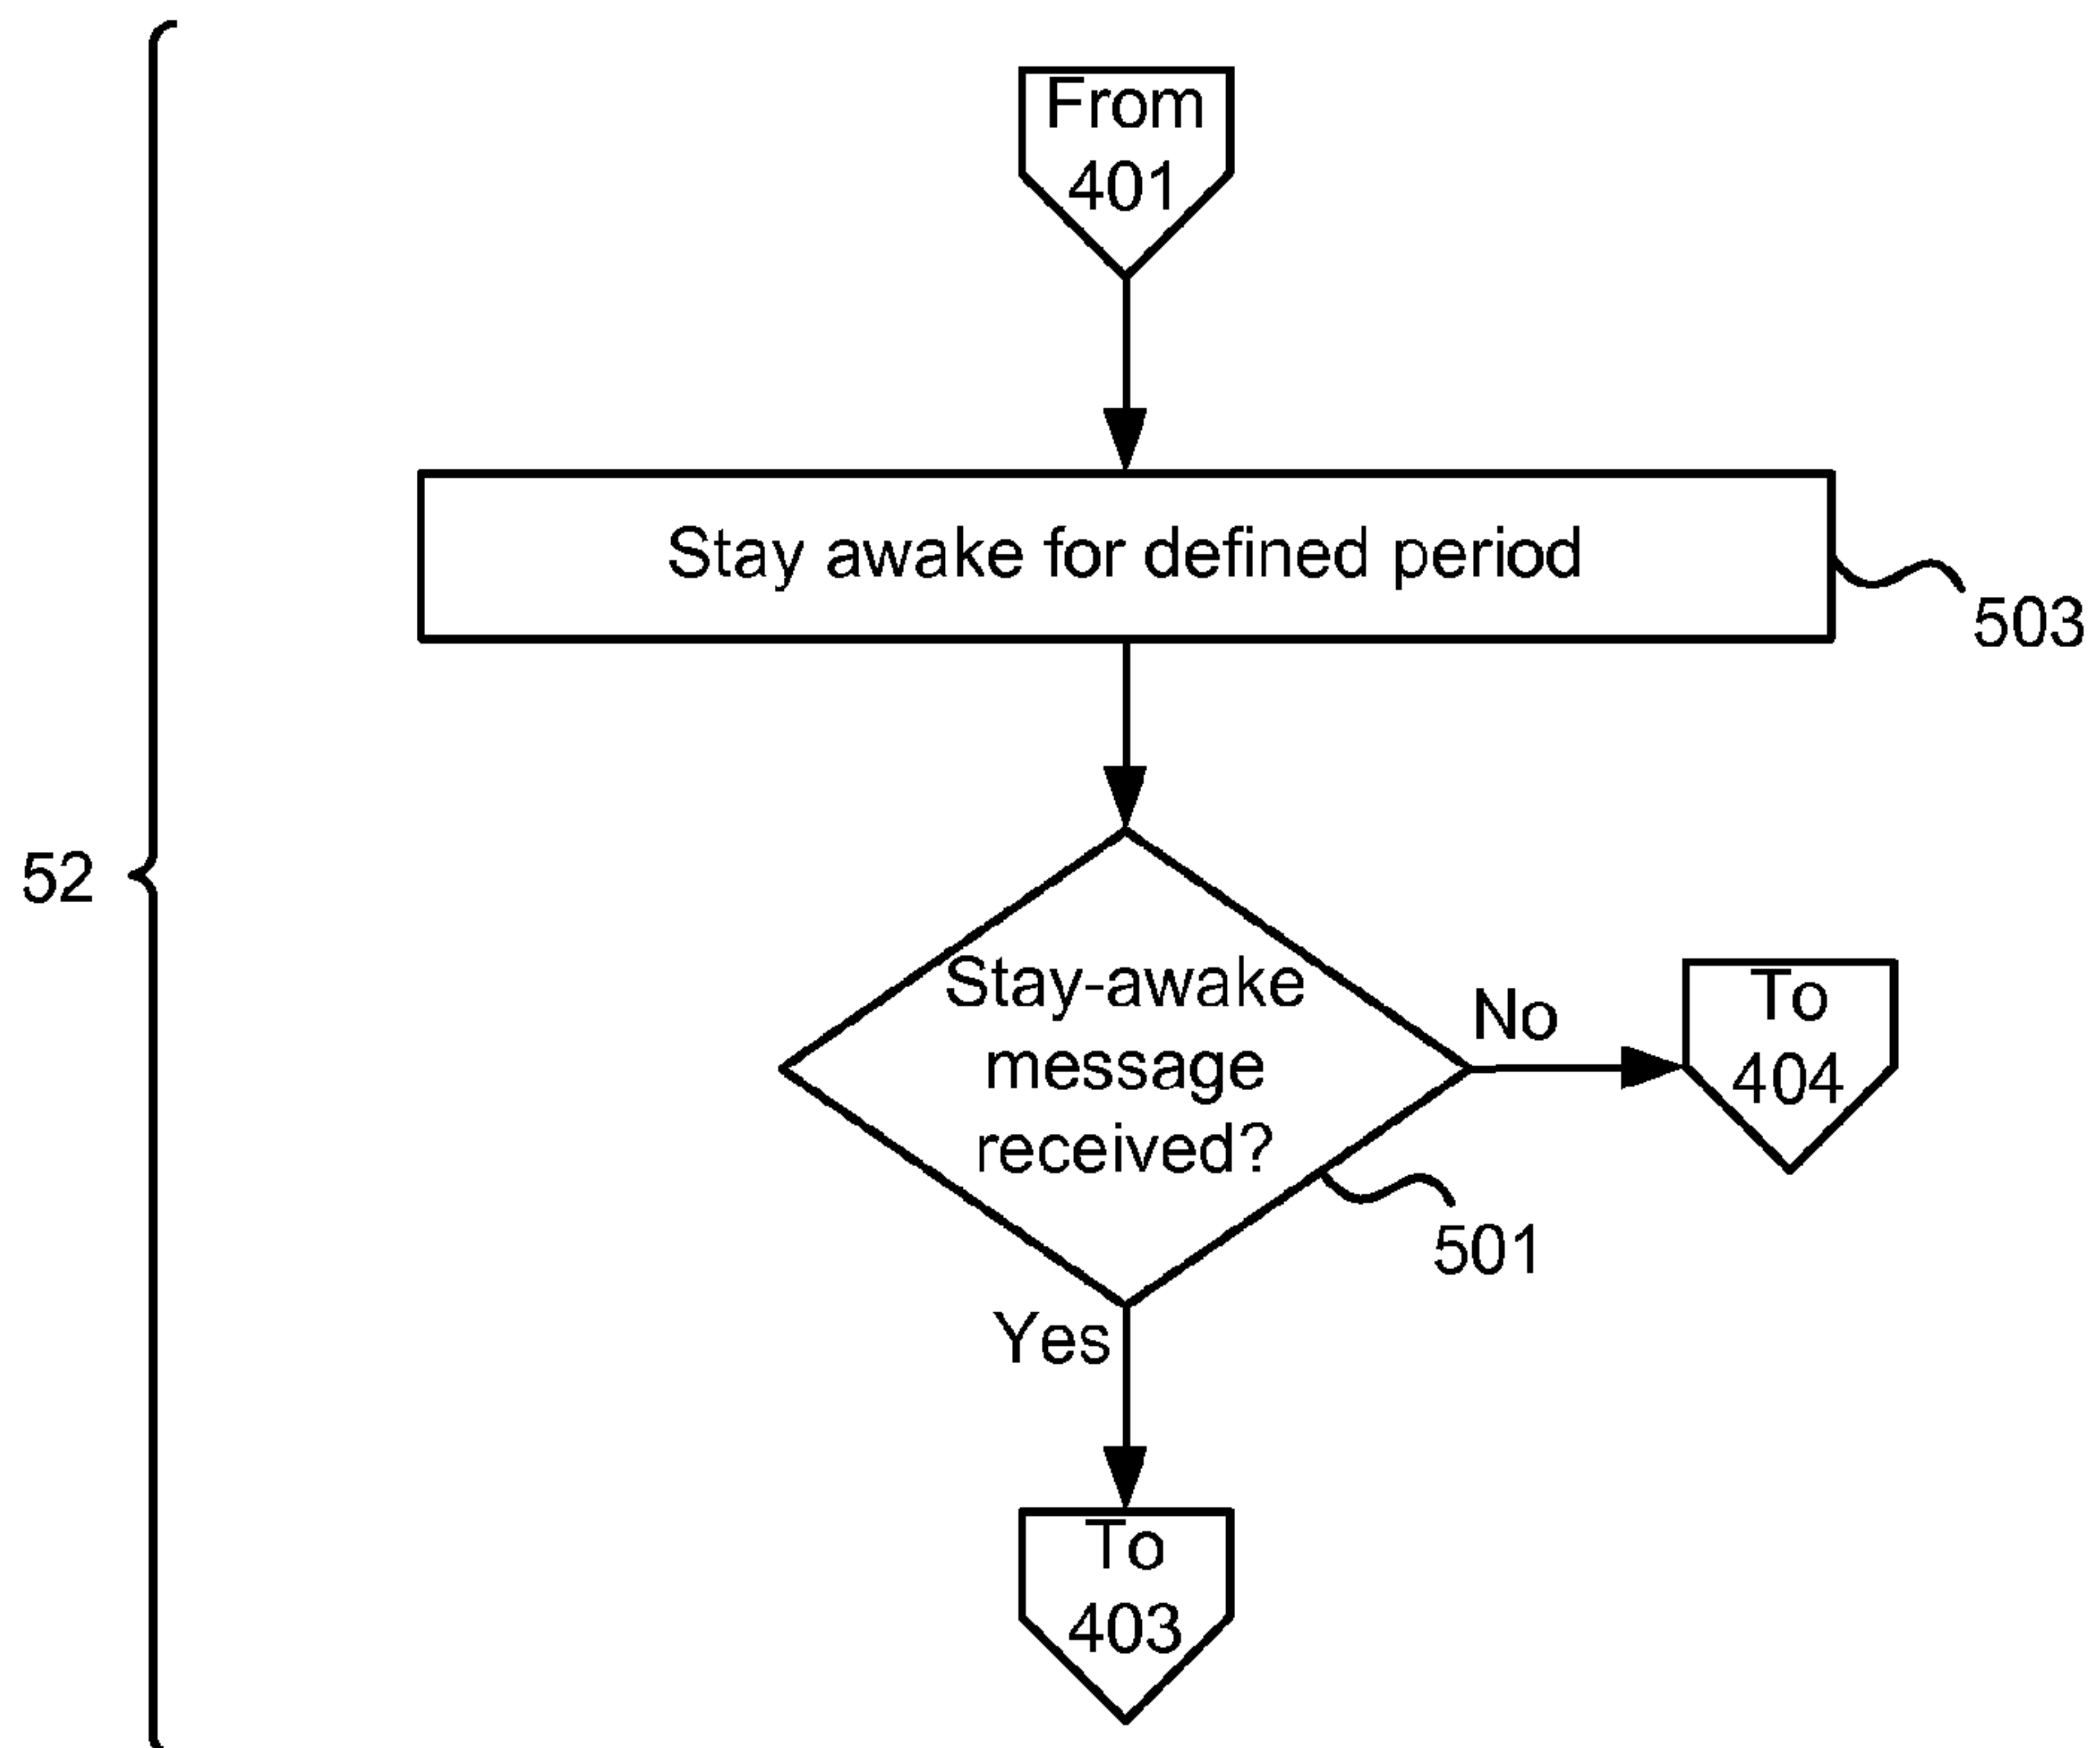 From
401
Stay awake for defined period
503
52
Stay-awake
message
received?
No
To
404
501
Yes
To
403